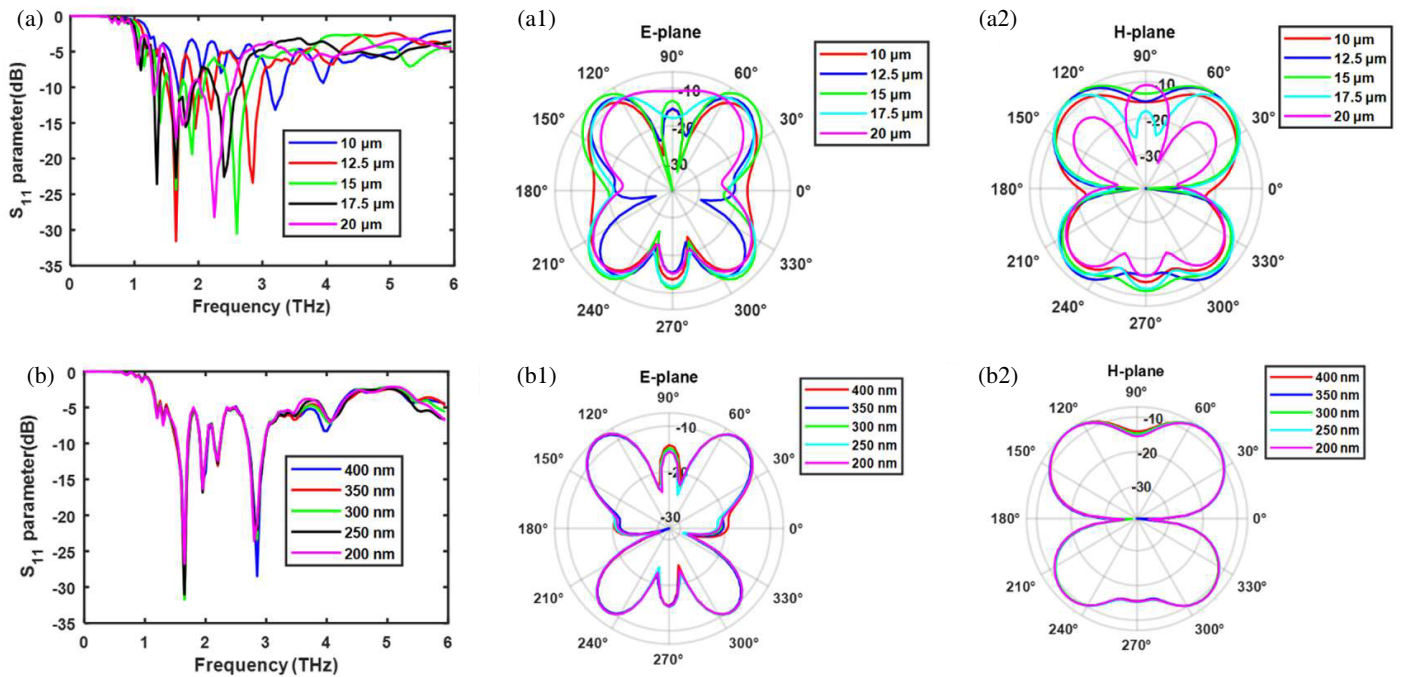 (a)
S11 parameter(dB)
0
-5
-10
-15
-20
-25
-30
-35
0 1 2 3 4 5 6
Frequency (THz)
10 µm
12.5 µm
15 µm
17.5 µm
20 µm
(a1)
E-plane
90°
120° 60°
150° 30°
180° 0°
210° 330°
240° 300°
270°
-10
-20
-30
10 µm
12.5 µm
15 µm
17.5 µm
20 µm
(a2)
H-plane
90°
120° 60°
150° 30°
180° 0°
210° 330°
240° 300°
270°
-10
-20
-30
10 µm
12.5 µm
15 µm
17.5 µm
20 µm
(b)
S11 parameter(dB)
0
-5
-10
-15
-20
-25
-30
-35
0 1 2 3 4 5 6
Frequency (THz)
400 nm
350 nm
300 nm
250 nm
200 nm
(b1)
E-plane
90°
120° 60°
150° 30°
180° 0°
210° 330°
240° 300°
270°
-10
-20
-30
400 nm
350 nm
300 nm
250 nm
200 nm
(b2)
H-plane
90°
120° 60°
150° 30°
180° 0°
210° 330°
240° 300°
270°
-10
-20
-30
400 nm
350 nm
300 nm
250 nm
200 nm